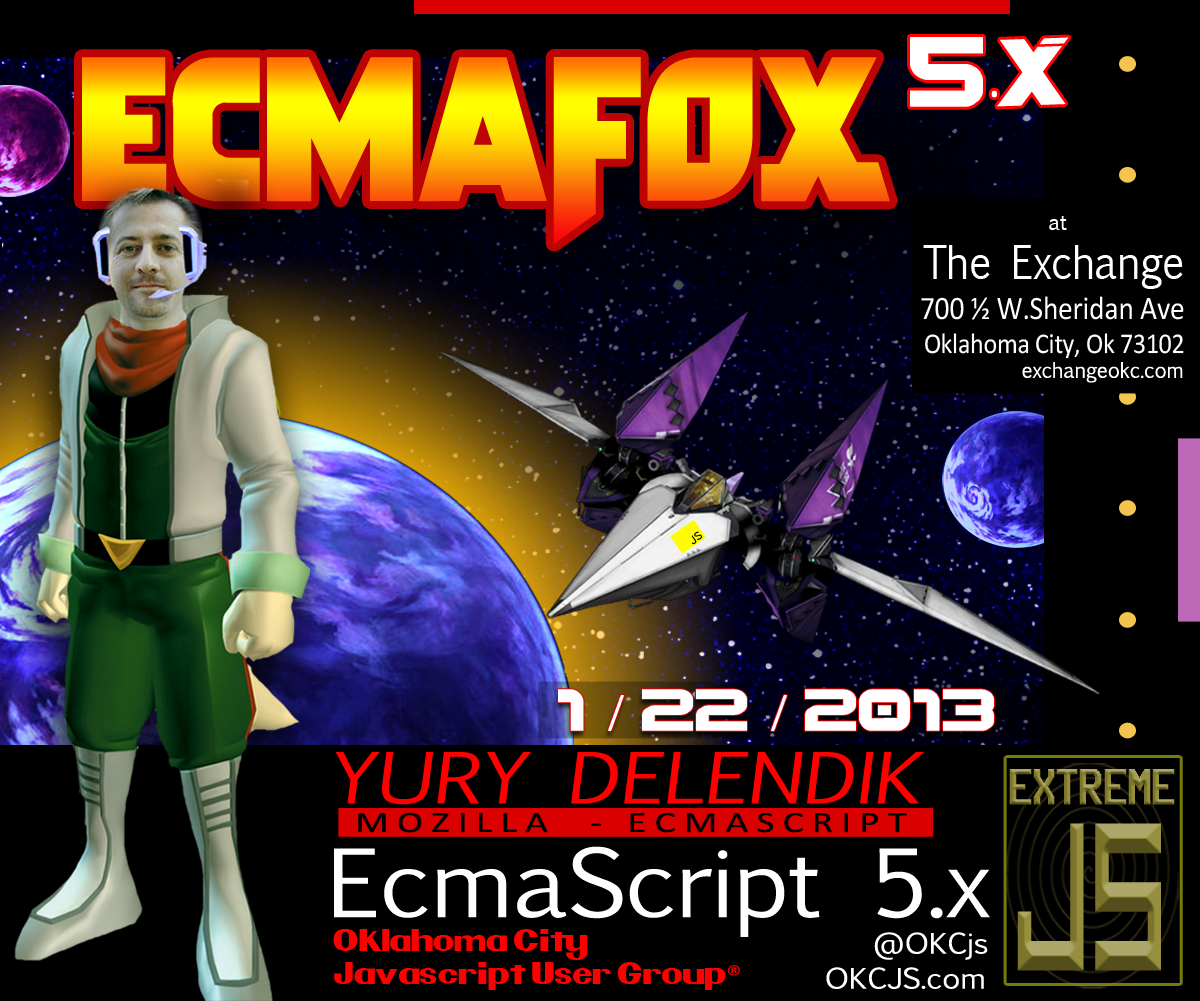 ECMAFOX 5.X
at
The Exchange
700 ½ W.Sheridan Ave
Oklahoma City, Ok 73102
exchangeokc.com
JS
1 / 22 / 2013
YURY DELENDIK
MOZILLA - ECMASCRIPT
EcmaScript 5.x
Oklahoma City
Javascript User Group®
@OKCjs
OKCJS.com
EXTREME
JS